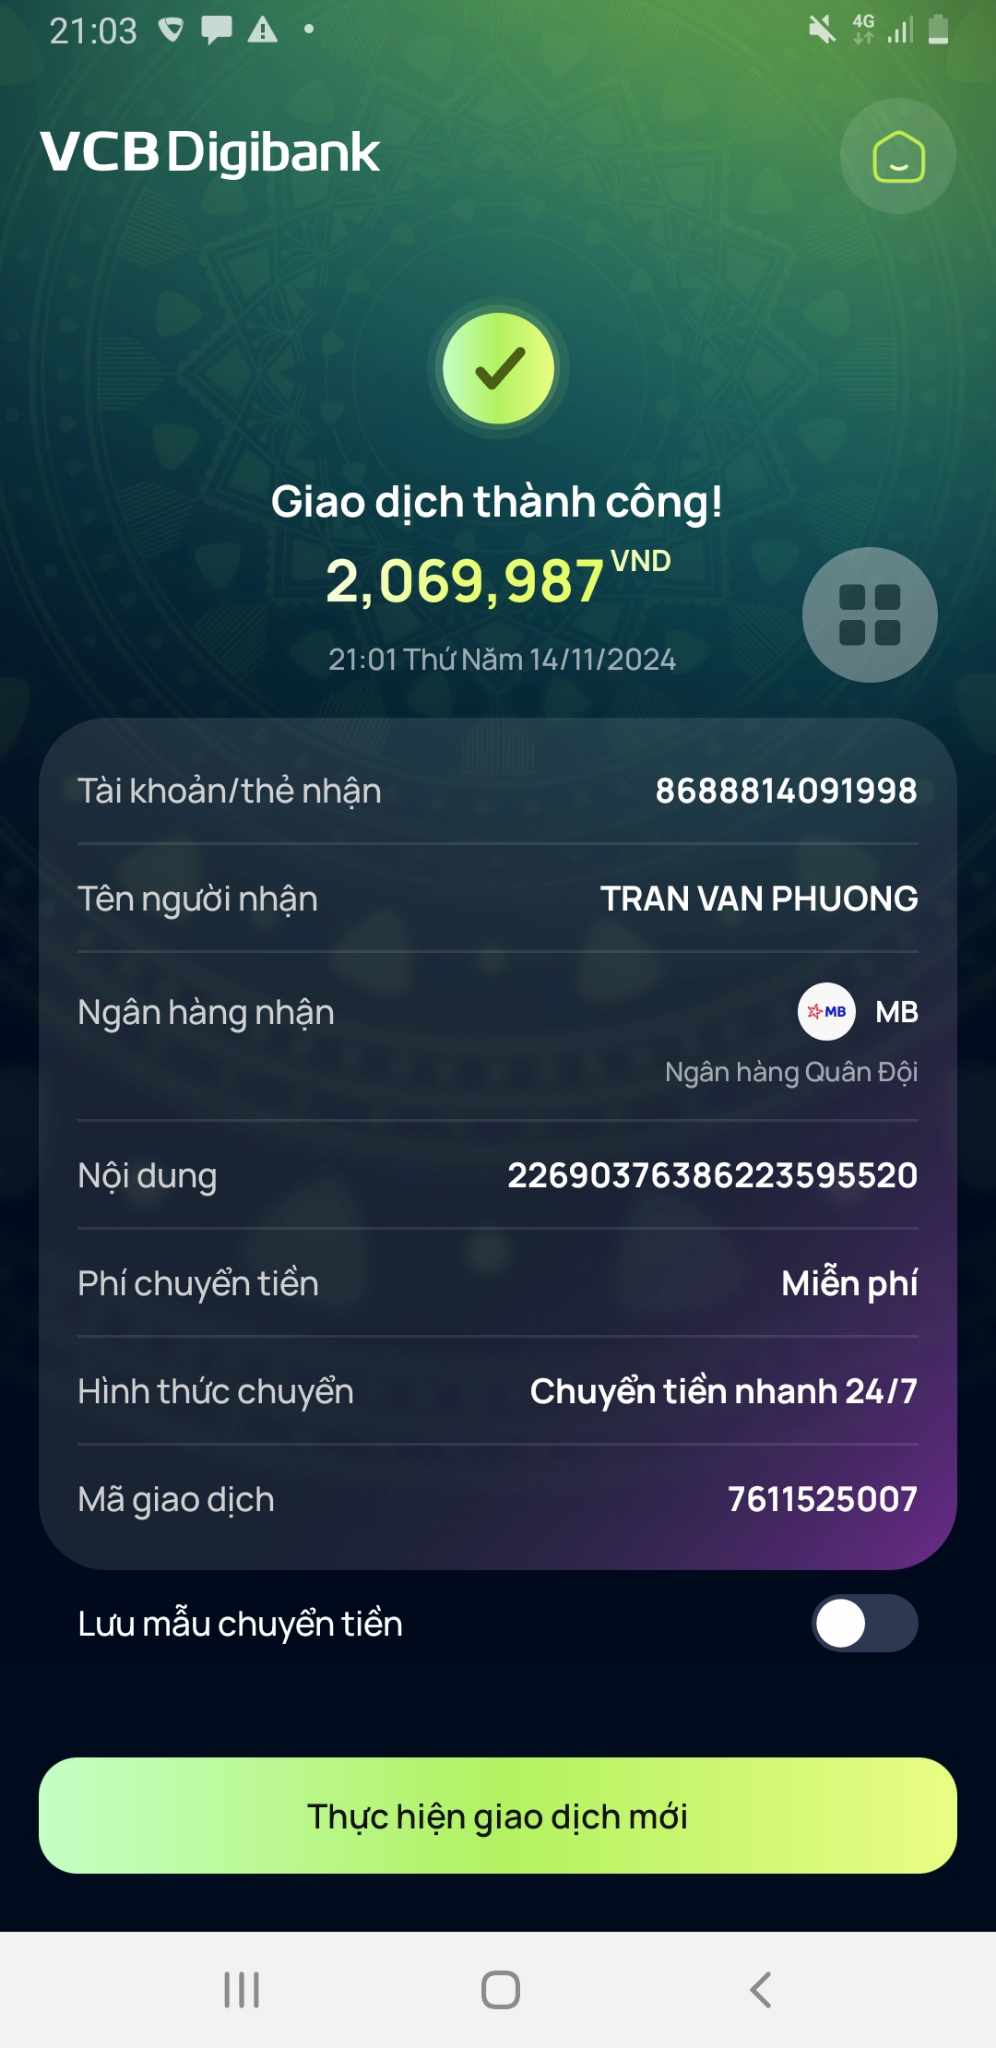 21:03
4G
VCB Digibank
Giao dịch thành công!
2,069,987 VND
21:01 Thứ Năm 14/11/2024
Tài khoản/thẻ nhận 8688814091998
Tên người nhận TRAN VAN PHUONG
Ngân hàng nhận MB MB
Ngân hàng Quân Đội
Nội dung 22690376386223595520
Phí chuyển tiền Miễn phí
Hình thức chuyển Chuyển tiền nhanh 24/7
Mã giao dịch 7611525007
Lưu mẫu chuyển tiền
Thực hiện giao dịch mới